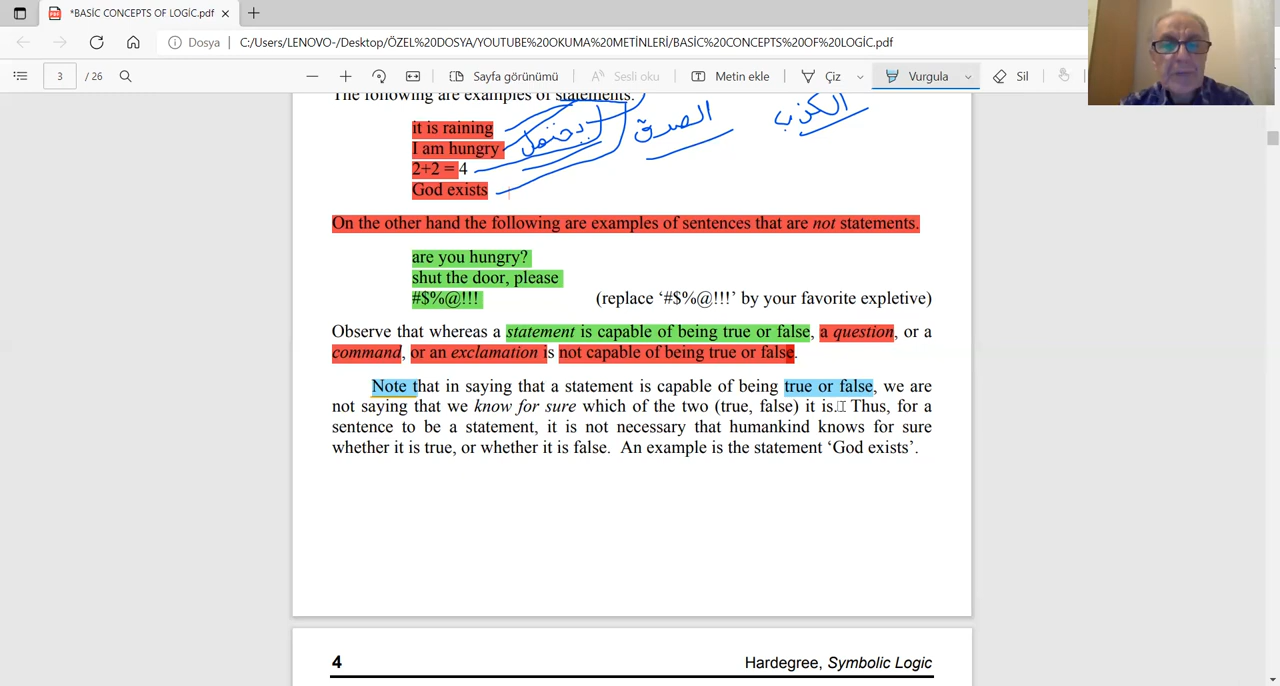 *BASİC CONCEPTS OF LOGİC.pdf
Dosya C:/Users/LENOVO-/Desktop/ÖZEL%20DOSYA/YOUTUBE%20OKUMA%20METİNLERİ/BASİC%20CONCEPTS%20OF%20LOGİC.pdf
3 / 26 Sayfa görünümü Sesli oku Metin ekle Çiz Vurgula Sil
The following are examples of statements.
it is raining
I am hungry
2+2 = 4
God exists
يحتمل الصدق الكذب
On the other hand the following are examples of sentences that are not statements.
are you hungry?
shut the door, please
#$%@!!! (replace ‘#$%@!!!’ by your favorite expletive)
Observe that whereas a statement is capable of being true or false, a question, or a
command, or an exclamation is not capable of being true or false.
Note that in saying that a statement is capable of being true or false, we are
not saying that we know for sure which of the two (true, false) it is. Thus, for a
sentence to be a statement, it is not necessary that humankind knows for sure
whether it is true, or whether it is false. An example is the statement ‘God exists’.
4 Hardegree, Symbolic Logic